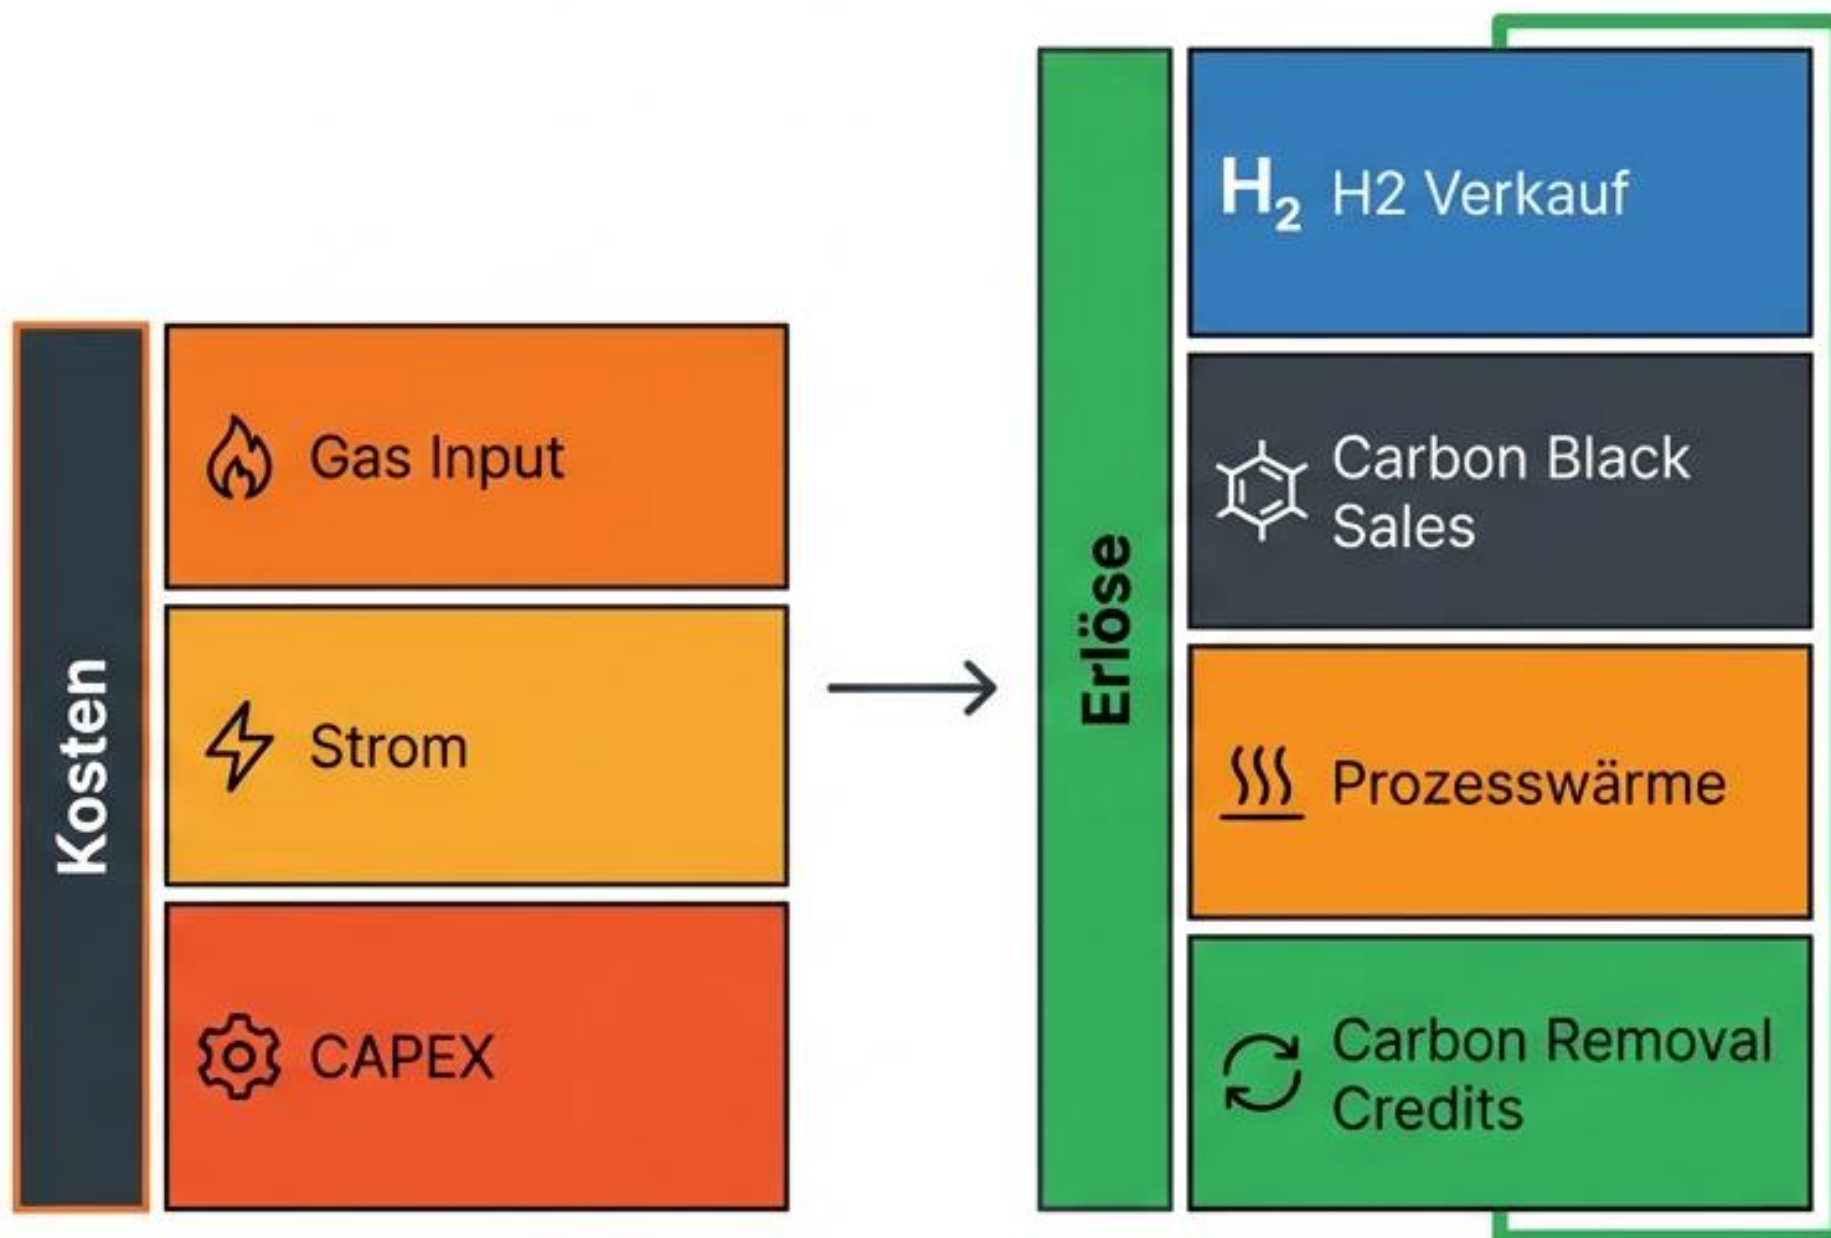 Kosten
Gas Input
Strom
CAPEX
Erlöse
H₂ H2 Verkauf
Carbon Black
Sales
Prozesswärme
Carbon Removal
Credits